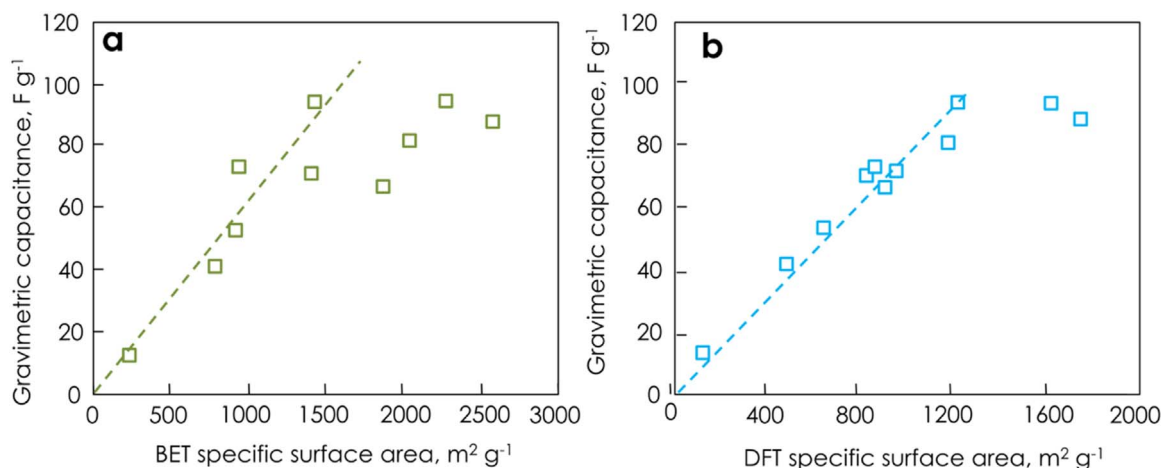 a
Gravimetric capacitance, F g-1
120
100
80
60
40
20
0
0 500 1000 1500 2000 2500 3000
BET specific surface area, m² g-1
b
Gravimetric capacitance, F g-1
120
100
80
60
40
20
0
0 400 800 1200 1600 2000
DFT specific surface area, m² g-1